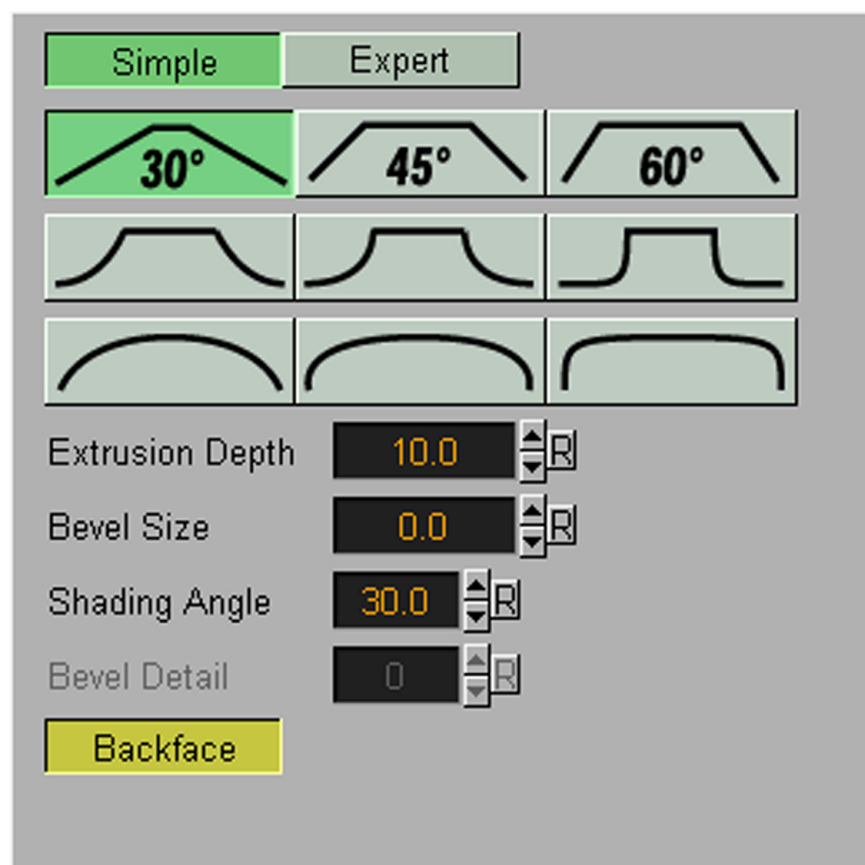 Simple Expert
30° 45° 60°
Extrusion Depth 10.0 R
Bevel Size 0.0 R
Shading Angle 30.0 R
Bevel Detail 0 R
Backface